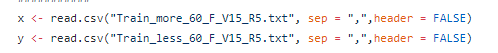 x <- read.csv("Train_more_60_F_V15_R5.txt", sep = ",",header = FALSE)
y <- read.csv("Train_less_60_F_V15_R5.txt", sep = ",",header = FALSE)